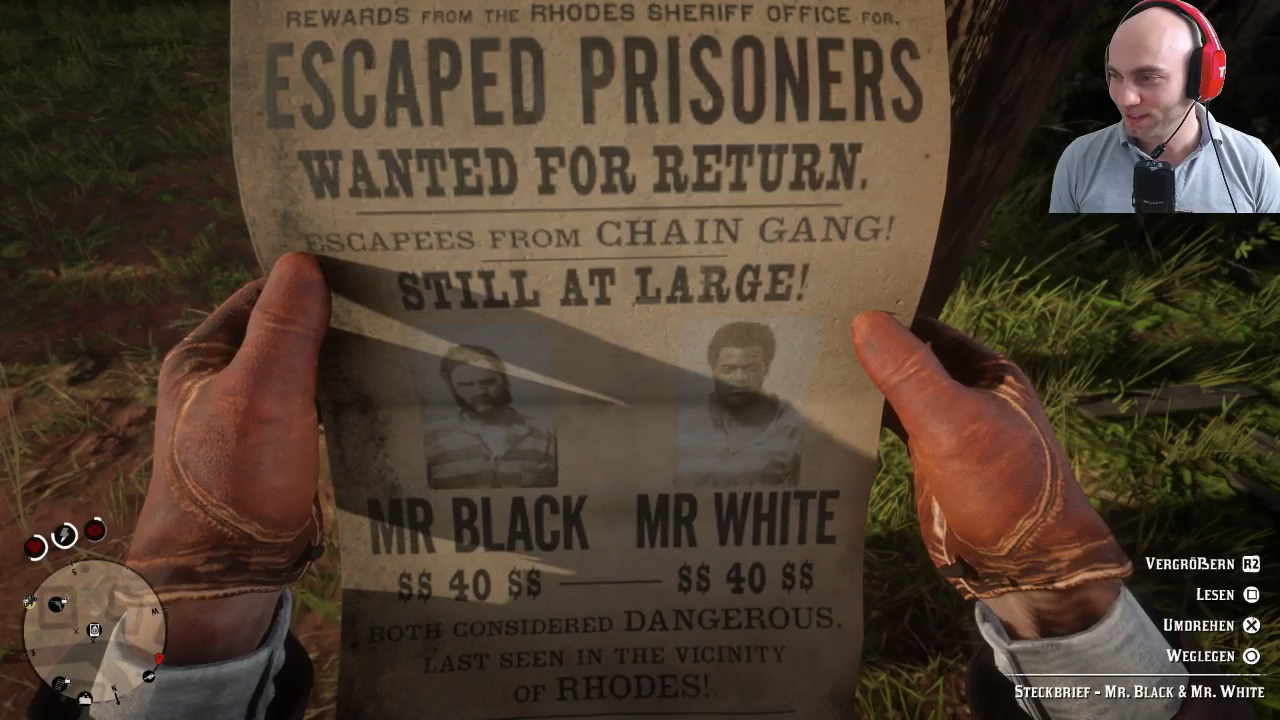 REWARDS FROM THE RHODES SHERIFF OFFICE FOR.
ESCAPED PRISONERS
WANTED FOR RETURN.
ESCAPEES FROM CHAIN GANG!
STILL AT LARGE!
MR BLACK MR WHITE
$$ 40 $$ $$ 40 $$
BOTH CONSIDERED DANGEROUS.
LAST SEEN IN THE VICINITY
OF RHODES!
VERGRÖẞERN R2
LESEN
UMDREHEN
WEGLEGEN
STECKBRIEF - MR. BLACK & MR. WHITE